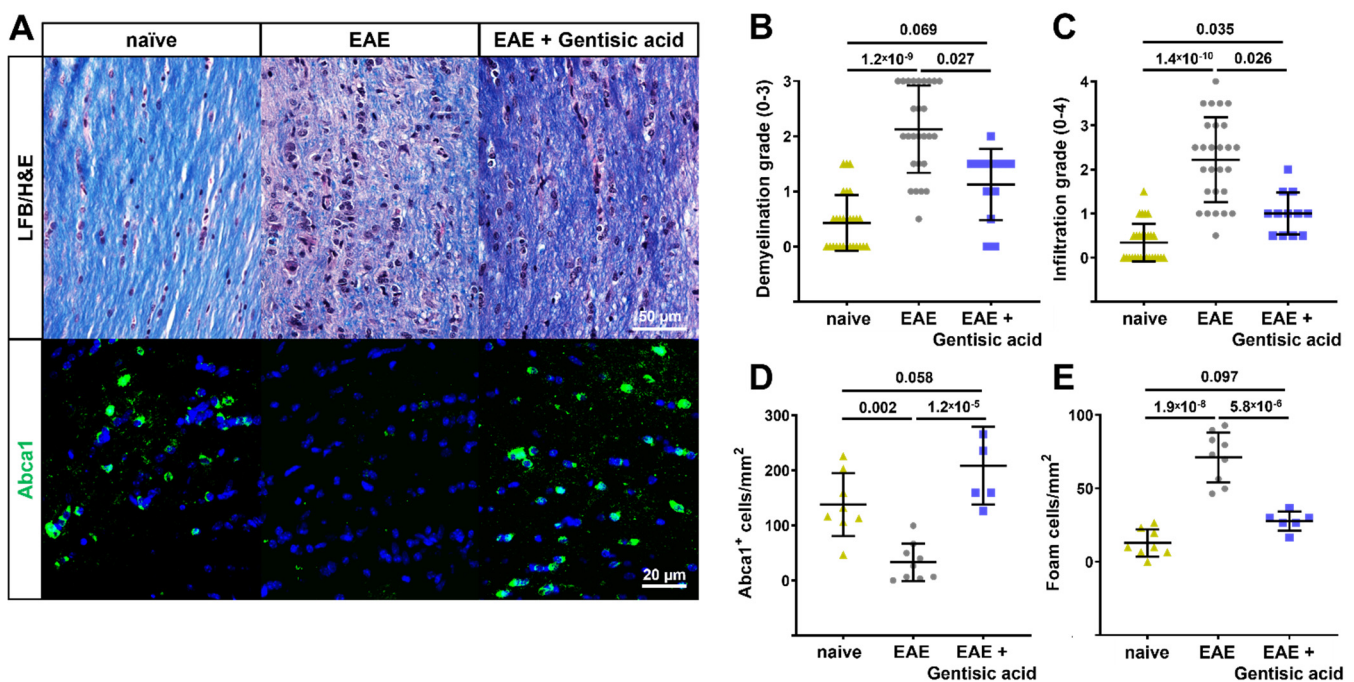 A
naïve
EAE
EAE + Gentisic acid
LFB/H&E
50 µm
Abca1
20 µm
B
0.069
1.2×10⁻⁹
0.027
Demyelination grade (0-3)
3
2
1
0
naive
EAE
EAE +
Gentisic acid
C
0.035
1.4×10⁻¹⁰
0.026
Infiltration grade (0-4)
4
3
2
1
0
naive
EAE
EAE +
Gentisic acid
D
0.058
0.002
1.2×10⁻⁵
Abca1⁺ cells/mm²
300
200
100
0
naive
EAE
EAE +
Gentisic acid
E
0.097
1.9×10⁻⁸
5.8×10⁻⁶
Foam cells/mm²
100
50
0
naive
EAE
EAE +
Gentisic acid